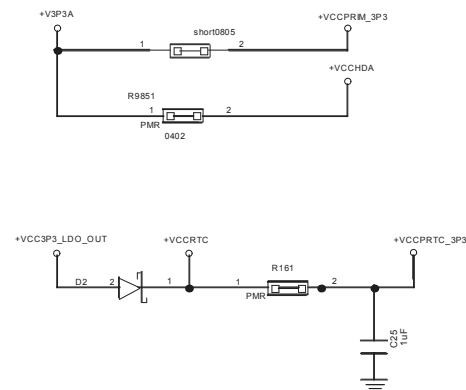 +V3P3A
short0805
+VCCPRIM_3P3
1
2
+VCCHDA
R9851
1
2
PMR
0402
+VCC3P3_LDO_OUT
+VCCRTC
+VCCPRTC_3P3
R161
D2
2
1
1
2
PMR
C25
1uF